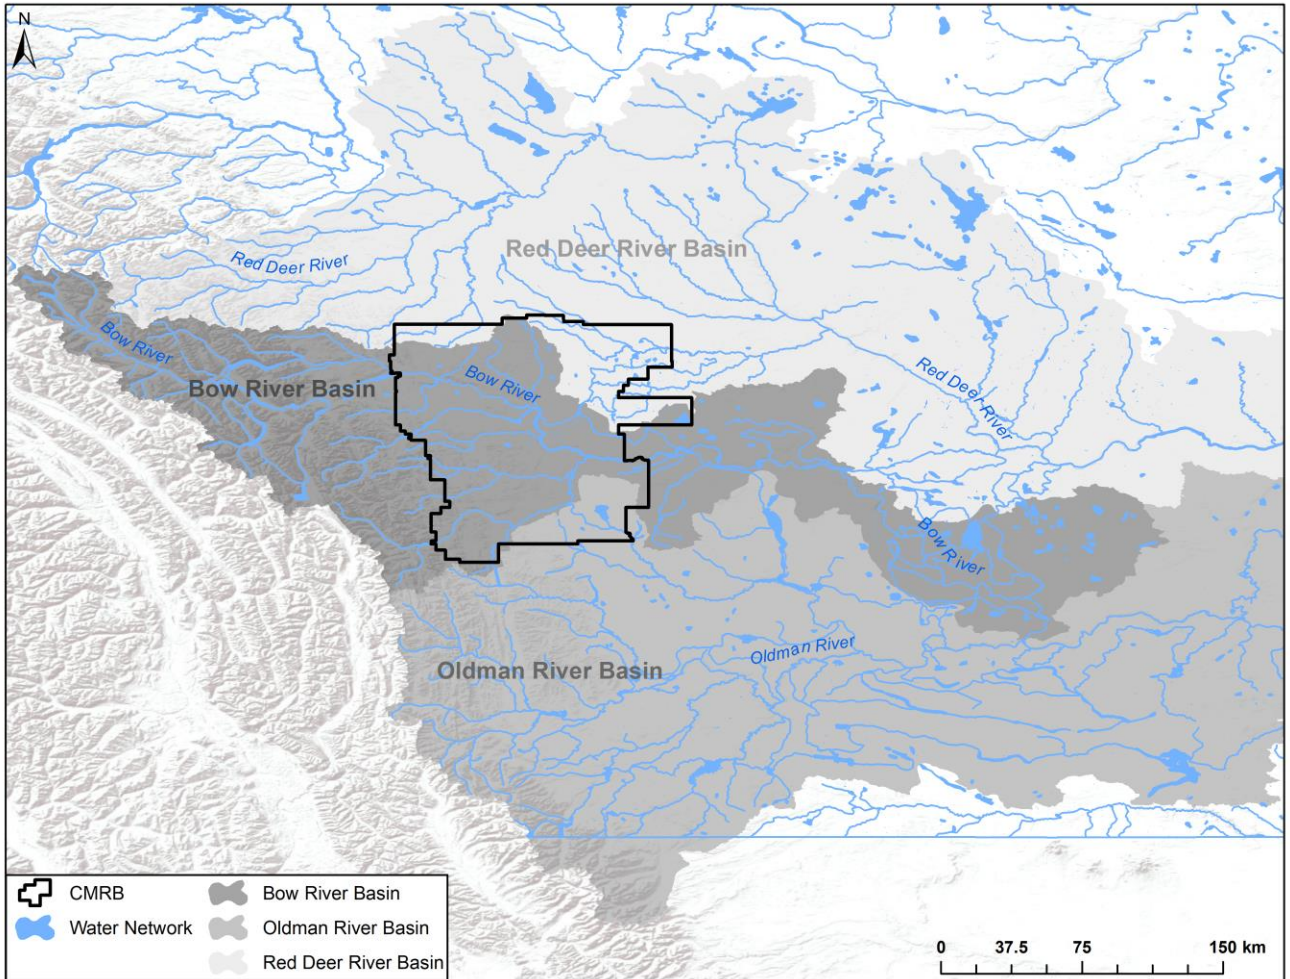 N
Red Deer River Basin
Red Deer River
Bow River
Bow River Basin
Bow River
Red Deer River
Bow River
Oldman River
Oldman River Basin
CMRB
Bow River Basin
Water Network
Oldman River Basin
Red Deer River Basin
0 37.5 75 150 km